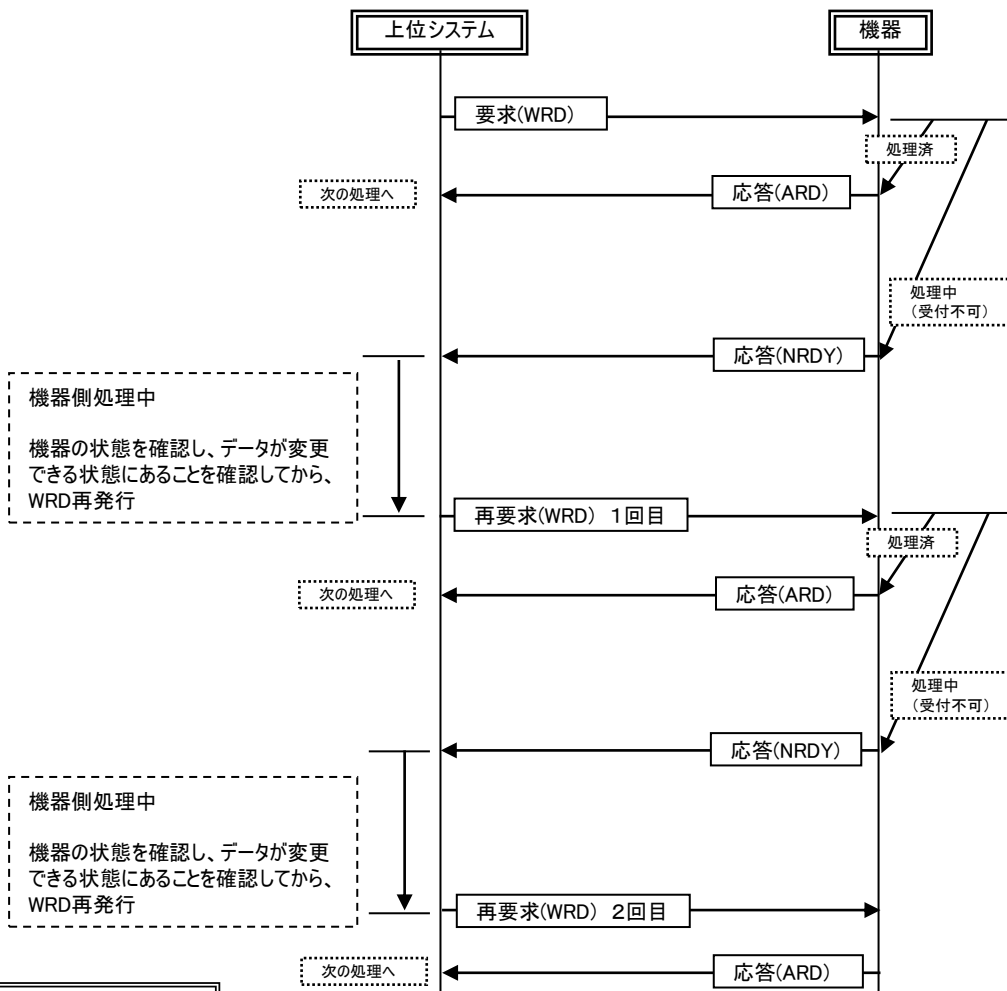 上位システム
機器
要求(WRD)
処理済
次の処理へ
応答(ARD)
処理中
（受付不可）
応答(NRDY)
機器側処理中
機器の状態を確認し、データが変更
できる状態にあることを確認してから、
WRD再発行
再要求(WRD) 1回目
処理済
次の処理へ
応答(ARD)
処理中
（受付不可）
応答(NRDY)
機器側処理中
機器の状態を確認し、データが変更
できる状態にあることを確認してから、
WRD再発行
再要求(WRD) 2回目
次の処理へ
応答(ARD)